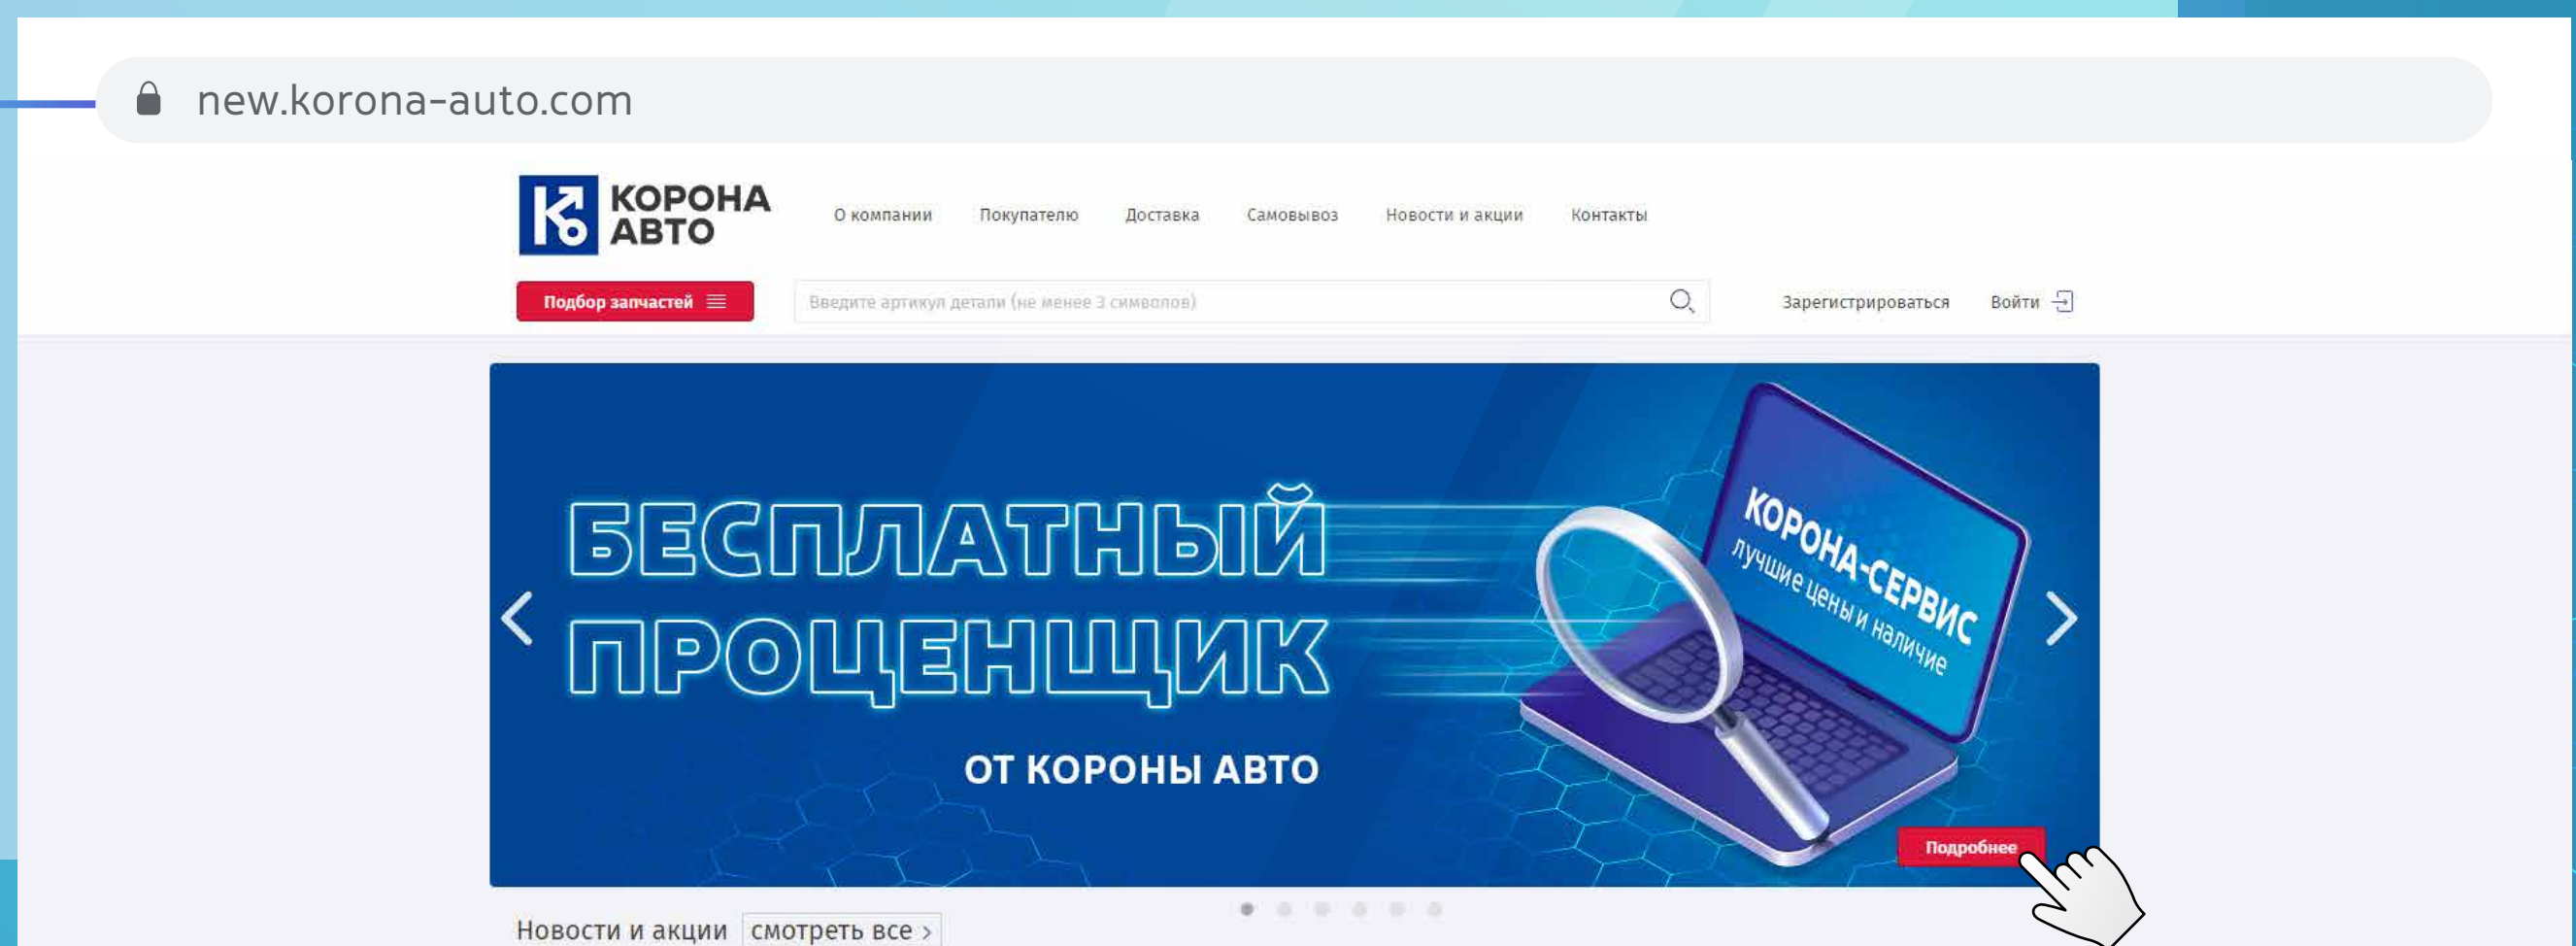 new.korona-auto.com
КОРОНА
АВТО
О компании Покупателю Доставка Самовывоз Новости и акции Контакты
Подбор запчастей Введите артикул детали (не менее 3 символов) Зарегистрироваться Войти
БЕСПЛАТНЫЙ
ПРОЦЕНЩИК
ОТ КОРОНЫ АВТО
КОРОНА-СЕРВИС
лучшие цены и наличие
Подробнее
Новости и акции смотреть все >